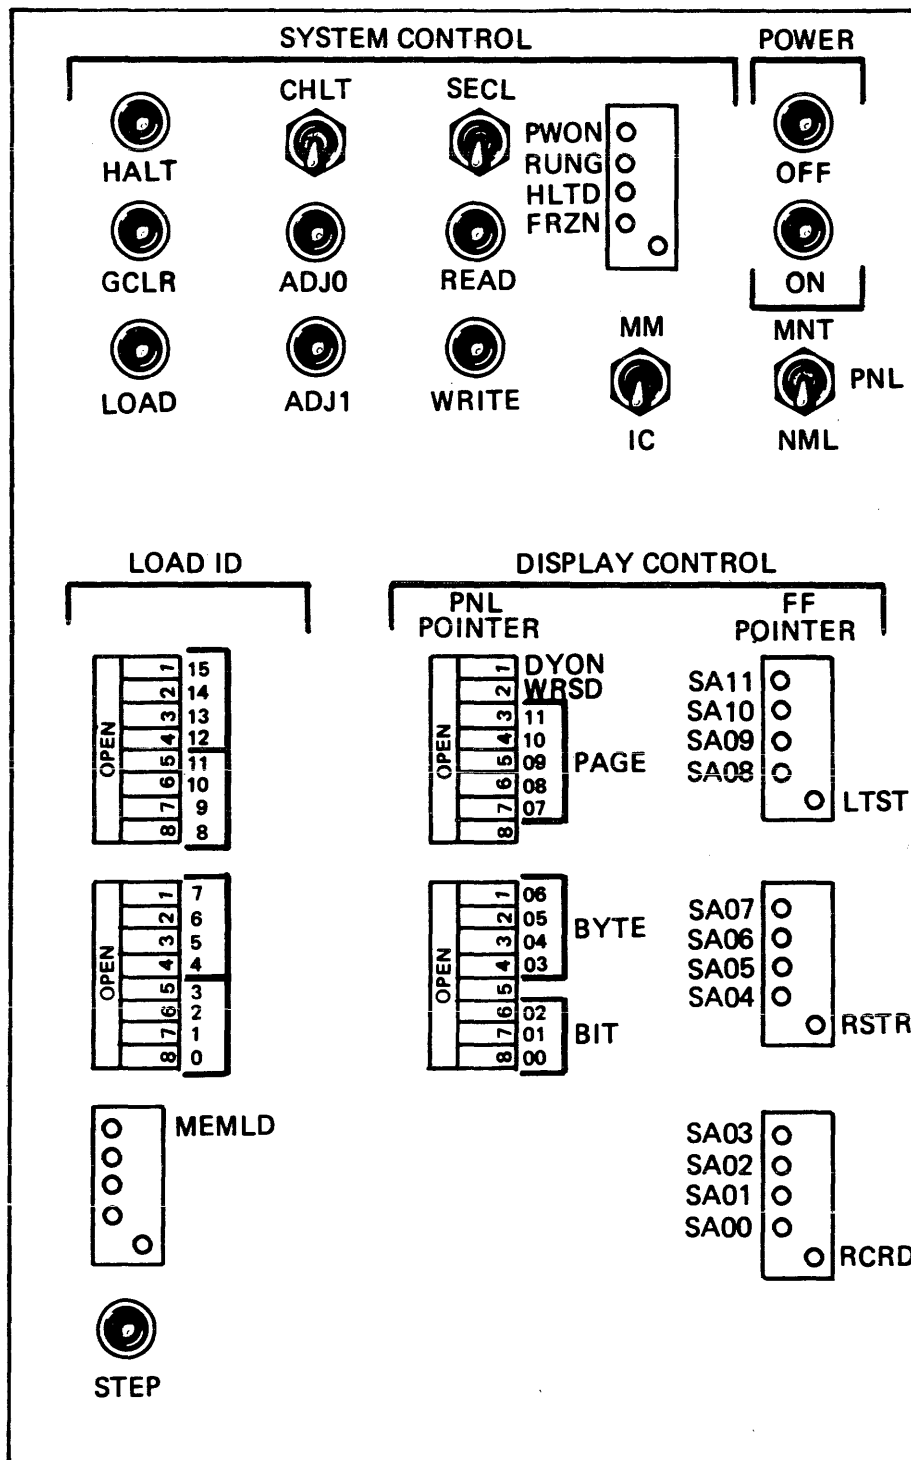 SYSTEM CONTROL POWER
CHLT SECL
PWON
RUNG
HLTD
FRZN
HALT OFF
GCLR ADJ0 READ ON
MM MNT
LOAD ADJ1 WRITE PNL
IC NML
LOAD ID DISPLAY CONTROL
PNL POINTER FF POINTER
OPEN
1 15
2 14
3 13
4 12
5 11
6 10
7 9
8 8
OPEN
1 DYON
2 WRSD
3 11
4 10
5 09
6 08
7 07
8
PAGE
SA11
SA10
SA09
SA08
LTST
OPEN
1 7
2 6
3 5
4 4
5 3
6 2
7 1
8 0
OPEN
1 06
2 05
3 04
4 03
5
6 02
7 01
8 00
BYTE
BIT
SA07
SA06
SA05
SA04
RSTR
MEMLD
SA03
SA02
SA01
SA00
RCRD
STEP